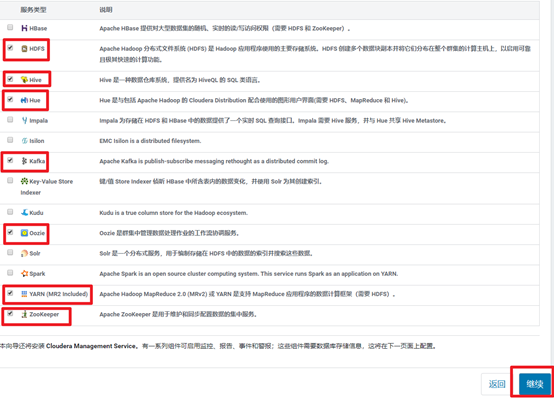 服务类型 说明
HBase Apache HBase 提供对大型数据集的随机、实时的读/写访问权限（需要 HDFS 和 ZooKeeper）。
HDFS Apache Hadoop 分布式文件系统 (HDFS) 是 Hadoop 应用程序使用的主要存储系统。HDFS 创建多个数据块副本并将它们分布在整个群集的计算主机上，以启用可靠且极其快速的计算功能。
Hive Hive 是一种数据仓库系统，提供名为 HiveQL 的 SQL 类语言。
Hue Hue 是与包括 Apache Hadoop 的 Cloudera Distribution 配合使用的图形用户界面(需要 HDFS、MapReduce 和 Hive)。
Impala Impala 为存储在 HDFS 和 HBase 中的数据提供了一个实时 SQL 查询接口。Impala 需要 Hive 服务，并与 Hue 共享 Hive Metastore。
Isilon EMC Isilon is a distributed filesystem.
Kafka Apache Kafka is publish-subscribe messaging rethought as a distributed commit log.
Key-Value Store Indexer 键/值 Store Indexer 侦听 HBase 中所含表内的数据变化，并使用 Solr 为其创建索引。
Kudu Kudu is a true column store for the Hadoop ecosystem.
Oozie Oozie 是群集中管理数据处理作业的工作流协调服务。
Solr Solr 是一个分布式服务，用于编制存储在 HDFS 中的数据的索引并搜索这些数据。
Spark Apache Spark is an open source cluster computing system. This service runs Spark as an application on YARN.
YARN (MR2 Included) Apache Hadoop MapReduce 2.0 (MRv2) 或 YARN 是支持 MapReduce 应用程序的数据计算框架（需要 HDFS）。
ZooKeeper Apache ZooKeeper 是用于维护和同步配置数据的集中服务。
本向导还将安装 Cloudera Management Service。有一系列组件可启用监控、报告、事件和警报；这些组件需要数据库存储信息，这将在下一页面上配置。
返回 继续